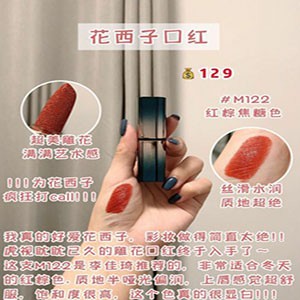 花西子口红
129
#M122
红棕焦糖色
超美雕花
满满艺术感
!!!为花西子
疯狂打call!!!
丝滑水润
质地超绝
我真的好爱花西子,彩妆做得简直太绝!!
虎视眈眈已久的雕花口红终于入手了~
这支M122是李佳琦推荐的,非常适合冬天
的红棕色.质地半哑光偏润,上唇感觉超舒
服,饱和度很高,这个色真的很显白!!!